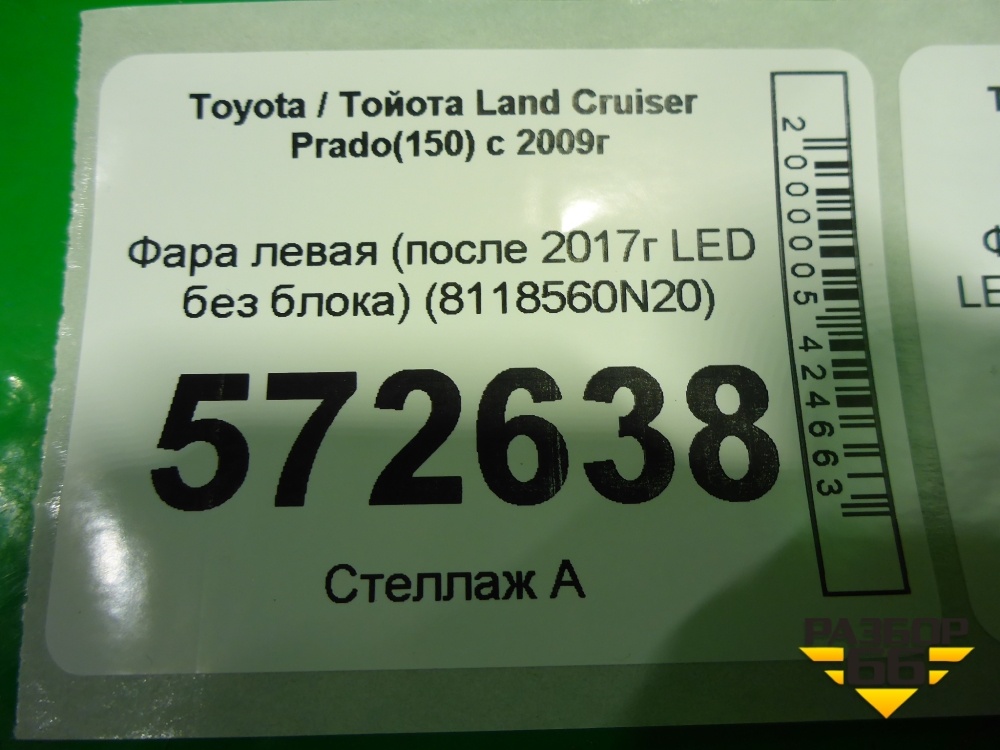 Toyota / Тойота Land Cruiser
Prado(150) с 2009г
Фара левая (после 2017г LED
без блока) (8118560N20)
572638
Стеллаж А
2000005424663
LE
РАЗБОР
66